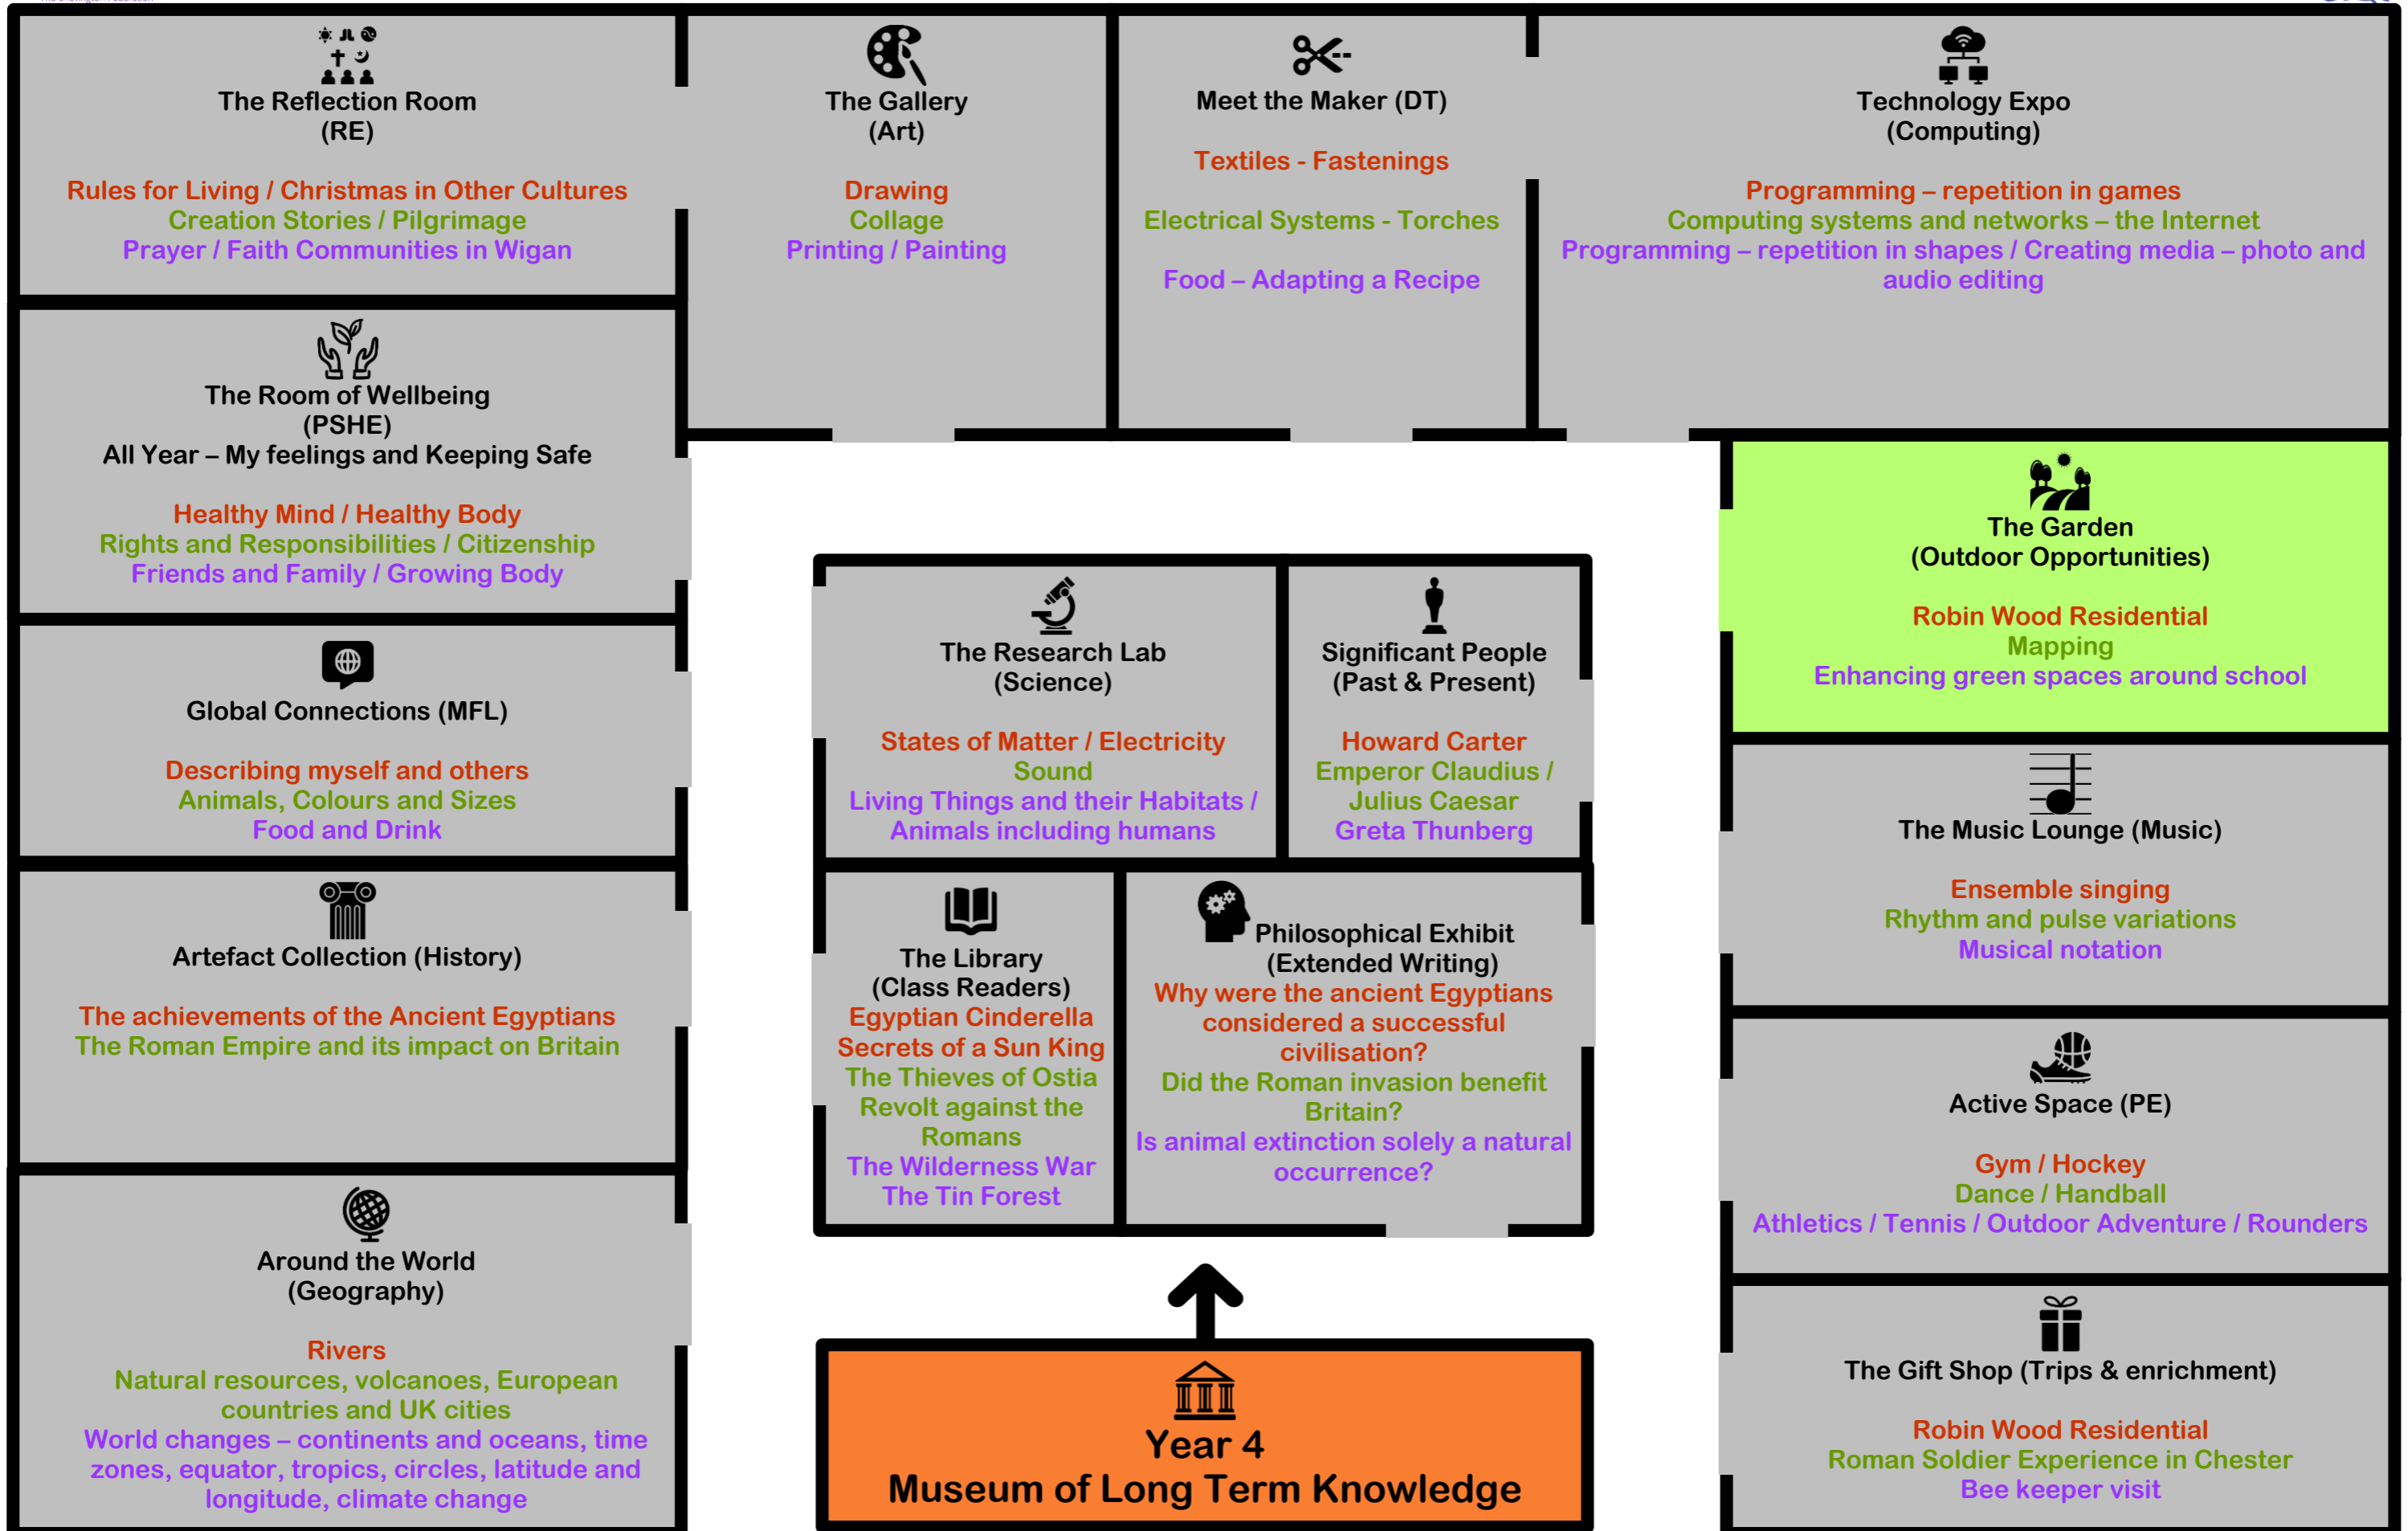 The Reflection Room
(RE)
Rules for Living / Christmas in Other Cultures
Creation Stories / Pilgrimage
Prayer / Faith Communities in Wigan
The Gallery
(Art)
Drawing
Collage
Printing / Painting
Meet the Maker (DT)
Textiles - Fastenings
Electrical Systems - Torches
Food – Adapting a Recipe
Technology Expo
(Computing)
Programming – repetition in games
Computing systems and networks – the Internet
Programming – repetition in shapes / Creating media – photo and
audio editing
The Room of Wellbeing
(PSHE)
All Year – My feelings and Keeping Safe
Healthy Mind / Healthy Body
Rights and Responsibilities / Citizenship
Friends and Family / Growing Body
The Garden
(Outdoor Opportunities)
Robin Wood Residential
Mapping
Enhancing green spaces around school
Global Connections (MFL)
Describing myself and others
Animals, Colours and Sizes
Food and Drink
The Research Lab
(Science)
States of Matter / Electricity
Sound
Living Things and their Habitats /
Animals including humans
Significant People
(Past & Present)
Howard Carter
Emperor Claudius /
Julius Caesar
Greta Thunberg
The Music Lounge (Music)
Ensemble singing
Rhythm and pulse variations
Musical notation
Artefact Collection (History)
The achievements of the Ancient Egyptians
The Roman Empire and its impact on Britain
The Library
(Class Readers)
Egyptian Cinderella
Secrets of a Sun King
The Thieves of Ostia
Revolt against the
Romans
The Wilderness War
The Tin Forest
Philosophical Exhibit
(Extended Writing)
Why were the ancient Egyptians
considered a successful
civilisation?
Did the Roman invasion benefit
Britain?
Is animal extinction solely a natural
occurrence?
Active Space (PE)
Gym / Hockey
Dance / Handball
Athletics / Tennis / Outdoor Adventure / Rounders
Around the World
(Geography)
Rivers
Natural resources, volcanoes, European
countries and UK cities
World changes – continents and oceans, time
zones, equator, tropics, circles, latitude and
longitude, climate change
Year 4
Museum of Long Term Knowledge
The Gift Shop (Trips & enrichment)
Robin Wood Residential
Roman Soldier Experience in Chester
Bee keeper visit